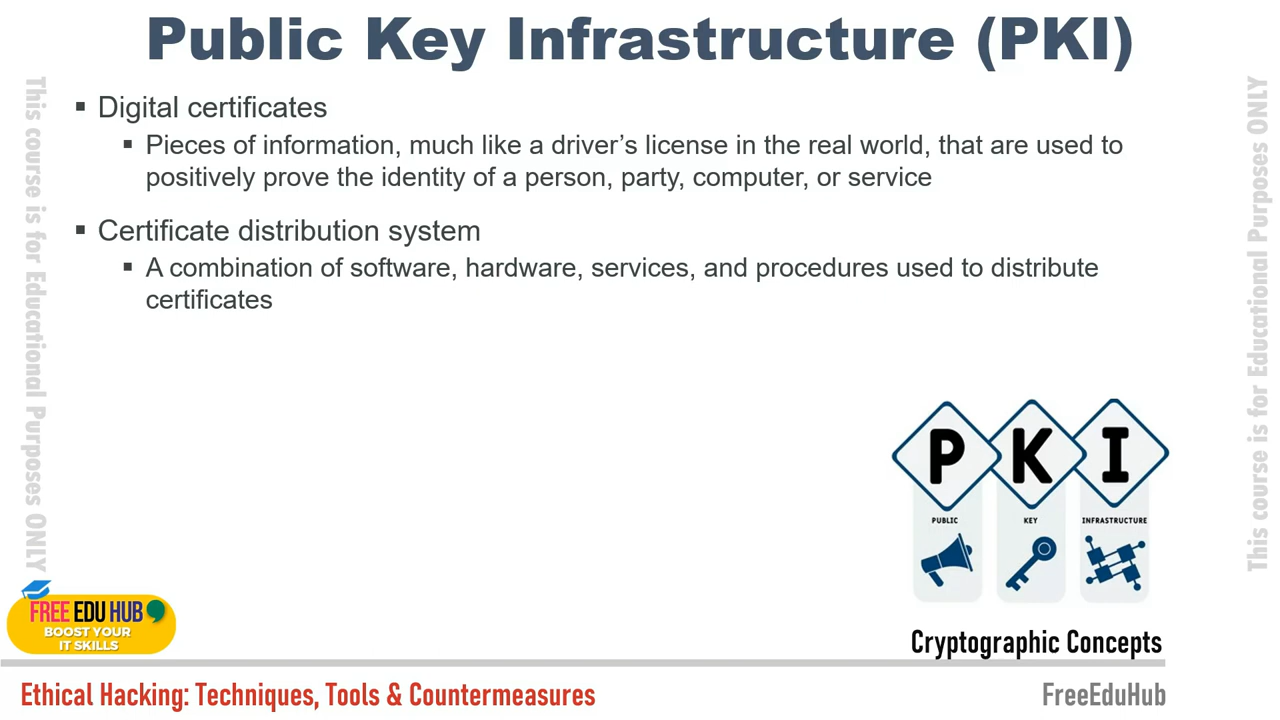 Public Key Infrastructure (PKI)
▪ Digital certificates
▪ Pieces of information, much like a driver’s license in the real world, that are used to
positively prove the identity of a person, party, computer, or service
▪ Certificate distribution system
▪ A combination of software, hardware, services, and procedures used to distribute
certificates
This course is for Educational Purposes ONLY
This course is for Educational Purposes ONLY
P K I
PUBLIC KEY INFRASTRUCTURE
FREE EDU HUB
BOOST YOUR
IT SKILLS
Cryptographic Concepts
Ethical Hacking: Techniques, Tools & Countermeasures
FreeEduHub